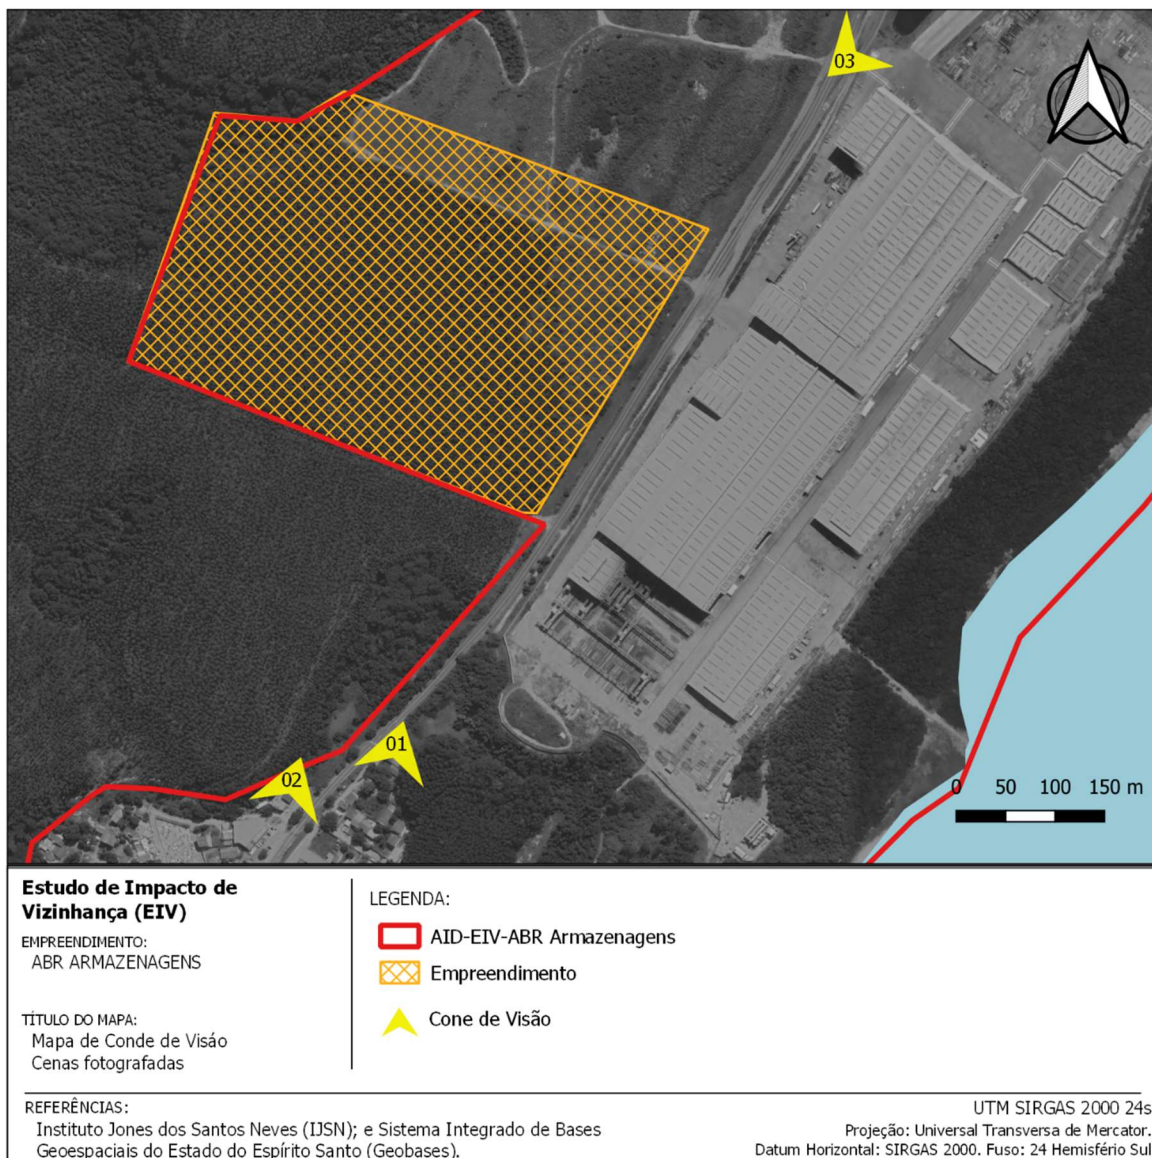 03
01
02
0 50 100 150 m
Estudo de Impacto de
Vizinhança (EIV)
EMPREENDIMENTO:
ABR ARMAZENAGENS
TÍTULO DO MAPA:
Mapa de Conde de Visáo
Cenas fotografadas
LEGENDA:
AID-EIV-ABR Armazenagens
Empreendimento
Cone de Visão
REFERÊNCIAS:
Instituto Jones dos Santos Neves (IJSN); e Sistema Integrado de Bases
Geoespaciais do Estado do Espírito Santo (Geobases).
UTM SIRGAS 2000 24s
Projeção: Universal Transversa de Mercator.
Datum Horizontal: SIRGAS 2000. Fuso: 24 Hemisfério Sul